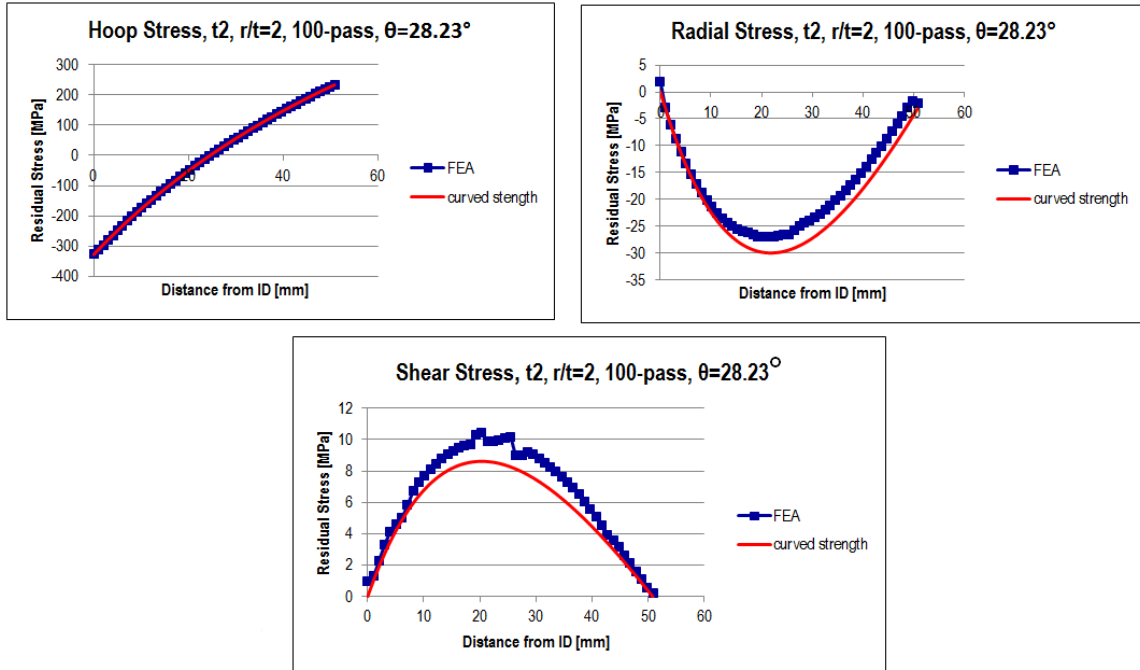 Hoop Stress, t2, r/t=2, 100-pass, θ=28.23°
300
200
100
0
-100
-200
-300
-400
0
20
40
60
Residual Stress [MPa]
Distance from ID [mm]
FEA
curved stength
Radial Stress, t2, r/t=2, 100-pass, θ=28.23°
5
0
-5
-10
-15
-20
-25
-30
-35
0
10
20
30
40
50
60
Residual Stress [MPa]
Distance from ID [mm]
FEA
curved strength
Shear Stress, t2, r/t=2, 100-pass, θ=28.23°
12
10
8
6
4
2
0
0
10
20
30
40
50
60
Residual Stress [MPa]
Distance from ID [mm]
FEA
curved strength